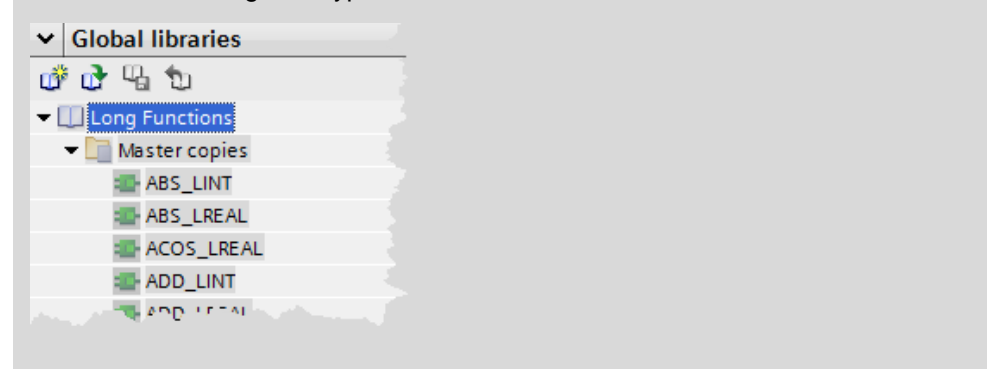 Global libraries
Long Functions
Master copies
ABS_LINT
ABS_LREAL
ACOS_LREAL
ADD_LINT